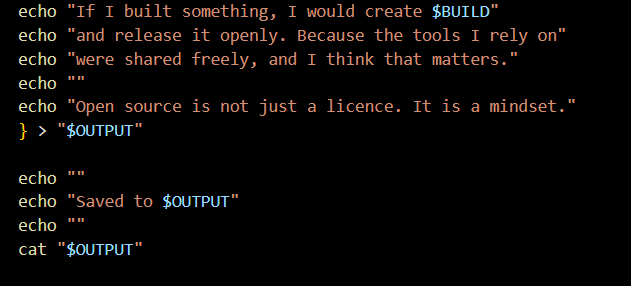 echo "If I built something, I would create $BUILD"
echo "and release it openly. Because the tools I rely on"
echo "were shared freely, and I think that matters."
echo ""
echo "Open source is not just a licence. It is a mindset."
} > "$OUTPUT"
echo ""
echo "Saved to $OUTPUT"
echo ""
cat "$OUTPUT"